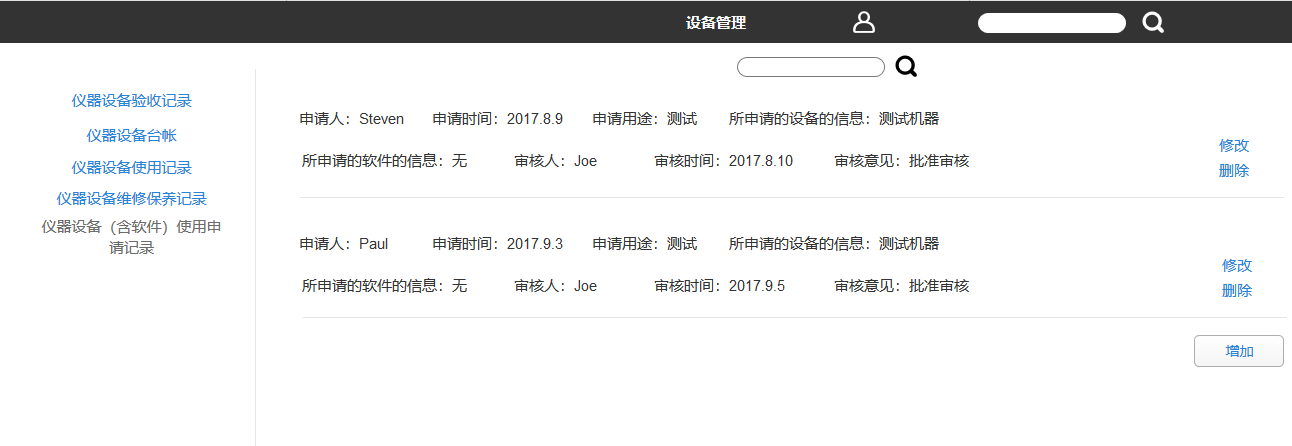 设备管理
仪器设备验收记录
仪器设备台帐
仪器设备使用记录
仪器设备维修保养记录
仪器设备（含软件）使用申
请记录
申请人：Steven 申请时间：2017.8.9 申请用途：测试 所申请的设备的信息：测试机器
所申请的软件的信息：无 审核人：Joe 审核时间：2017.8.10 审核意见：批准审核
修改
删除
申请人：Paul 申请时间：2017.9.3 申请用途：测试 所申请的设备的信息：测试机器
所申请的软件的信息：无 审核人：Joe 审核时间：2017.9.5 审核意见：批准审核
修改
删除
增加